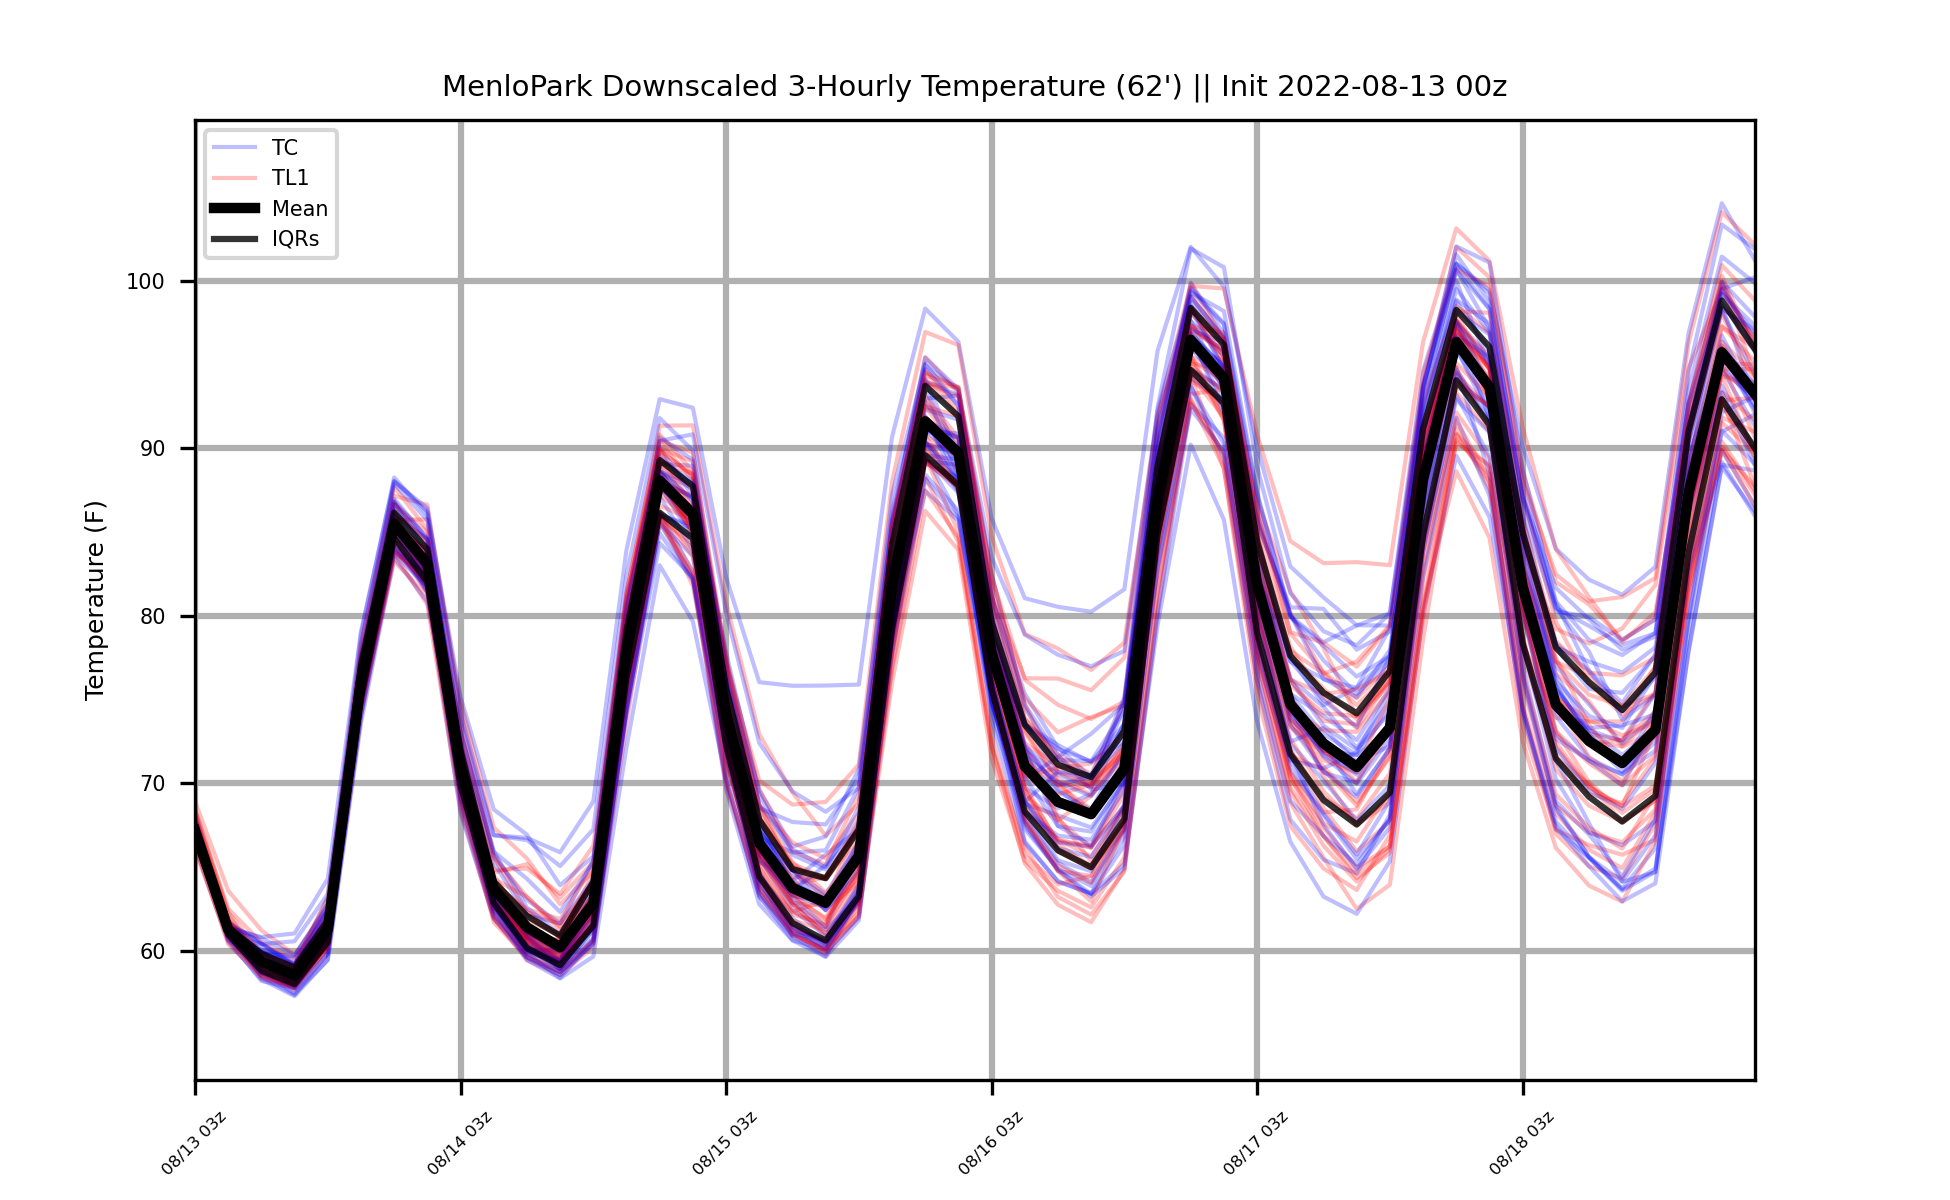 MenloPark Downscaled 3-Hourly Temperature (62') || Init 2022-08-13 00z
TC
TL1
Mean
IQRs
Temperature (F)
100
90
80
70
60
08/13 03z
08/14 03z
08/15 03z
08/16 03z
08/17 03z
08/18 03z